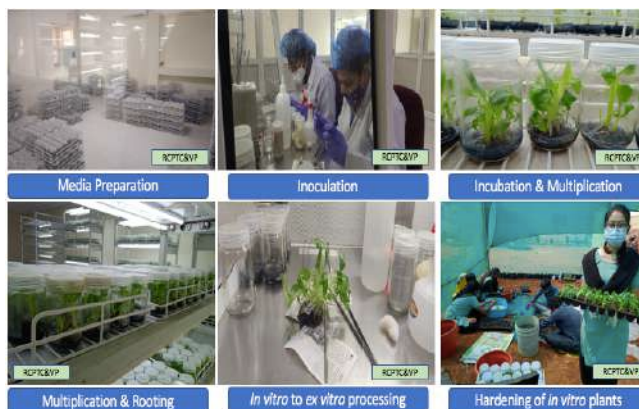 RCPTC&VP
RCPTC&VP
RCPTC&VP
Media Preparation
Inoculation
Incubation & Multiplication
RCPTC&VP
RCPTC&VP
RCPTC&VP
Multiplication & Rooting
In vitro to ex vitro processing
Hardening of in vitro plants